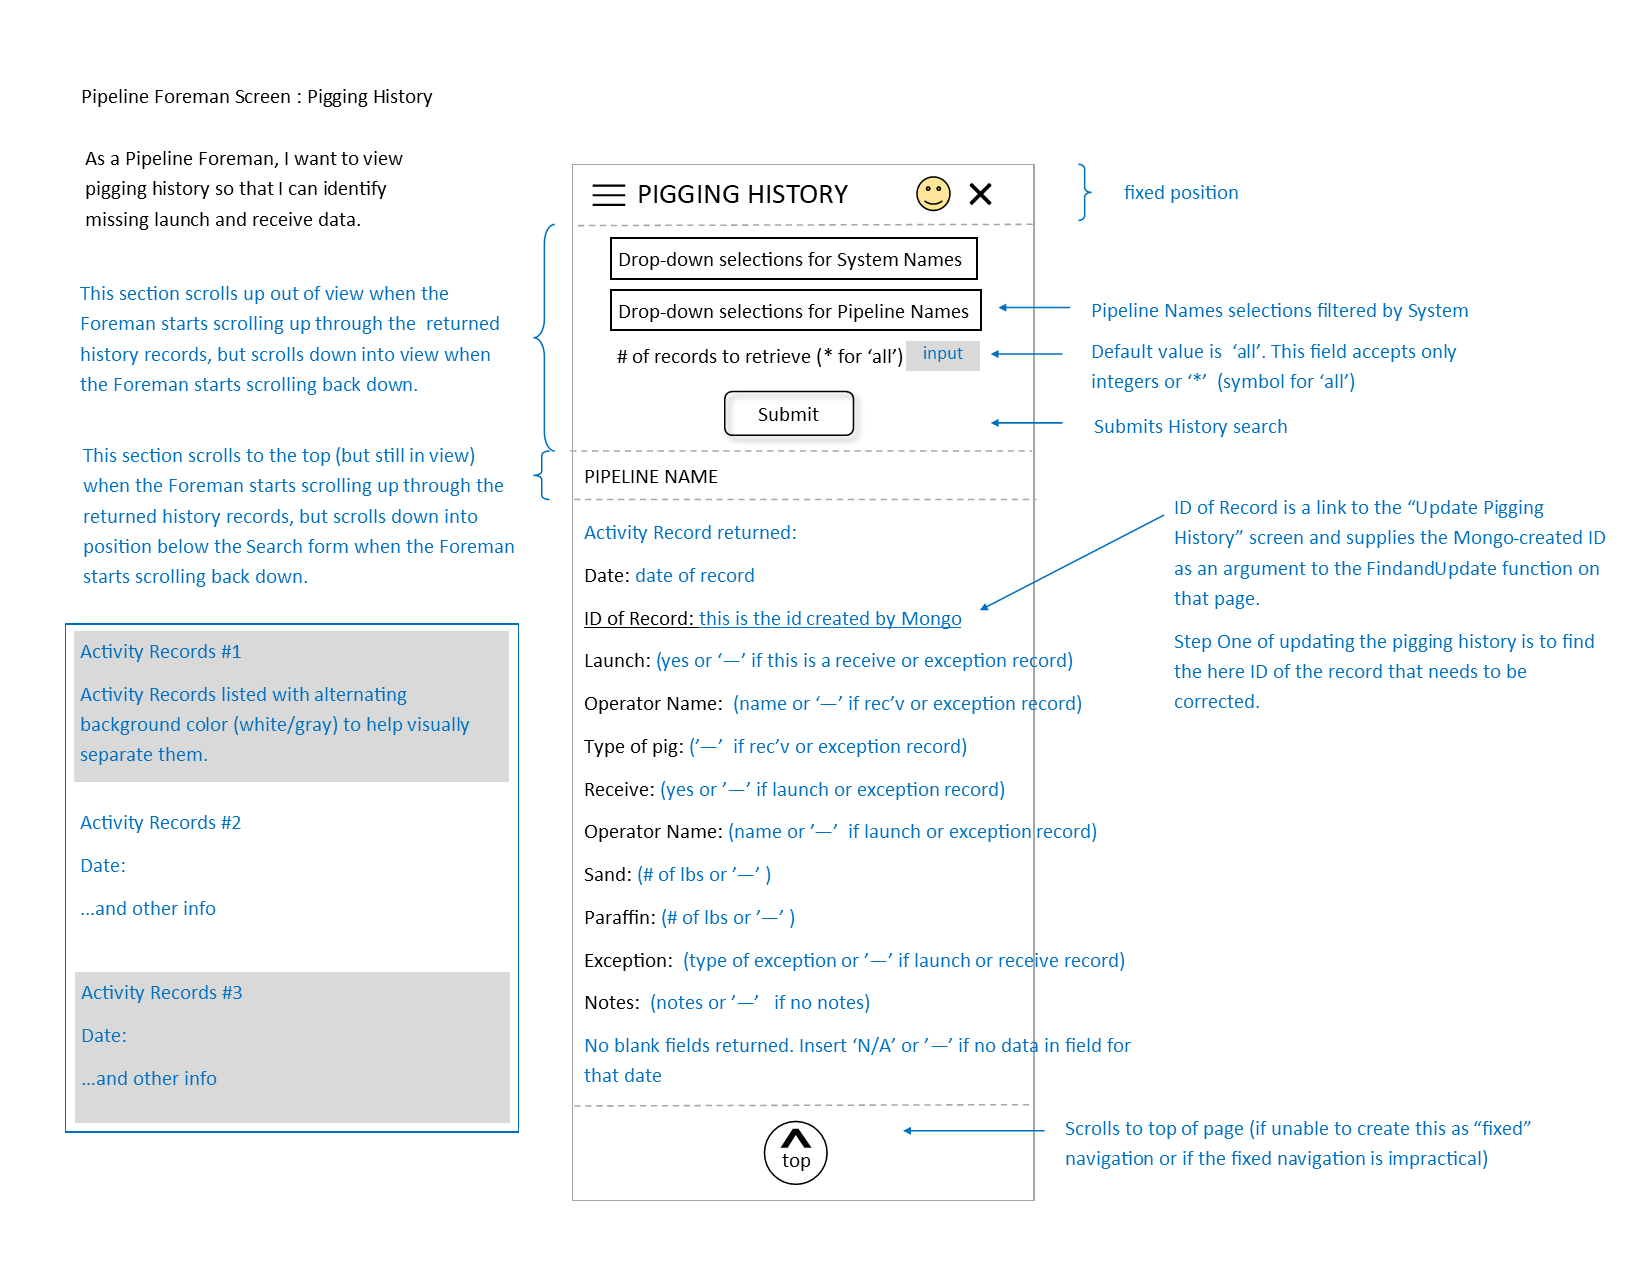 Pipeline Foreman Screen : Pigging History
As a Pipeline Foreman, I want to view
pigging history so that I can identify
missing launch and receive data.
This section scrolls up out of view when the
Foreman starts scrolling up through the  returned
history records, but scrolls down into view when
the Foreman starts scrolling back down.
This section scrolls to the top (but still in view)
when the Foreman starts scrolling up through the
returned history records, but scrolls down into
position below the Search form when the Foreman
starts scrolling back down.
Activity Records #1
Activity Records listed with alternating
background color (white/gray) to help visually
separate them.
Activity Records #2
Date:
...and other info
Activity Records #3
Date:
...and other info
PIGGING HISTORY
Drop-down selections for System Names
Drop-down selections for Pipeline Names
# of records to retrieve (* for ‘all’)
input
Submit
PIPELINE NAME
Activity Record returned:
Date: date of record
ID of Record: this is the id created by Mongo
Launch: (yes or ‘—’ if this is a receive or exception record)
Operator Name:  (name or ‘—’ if rec’v or exception record)
Type of pig: (’—’  if rec’v or exception record)
Receive: (yes or ’—’ if launch or exception record)
Operator Name: (name or ’—’  if launch or exception record)
Sand: (# of lbs or ’—’ )
Paraffin: (# of lbs or ’—’ )
Exception:  (type of exception or ’—’ if launch or receive record)
Notes:  (notes or ’—’   if no notes)
No blank fields returned. Insert ‘N/A’ or ’—’ if no data in field for
that date
top
fixed position
Pipeline Names selections filtered by System
Default value is  ‘all’. This field accepts only
integers or ‘*’  (symbol for ‘all’)
Submits History search
ID of Record is a link to the “Update Pigging
History” screen and supplies the Mongo-created ID
as an argument to the FindandUpdate function on
that page.
Step One of updating the pigging history is to find
the here ID of the record that needs to be
corrected.
Scrolls to top of page (if unable to create this as “fixed”
navigation or if the fixed navigation is impractical)